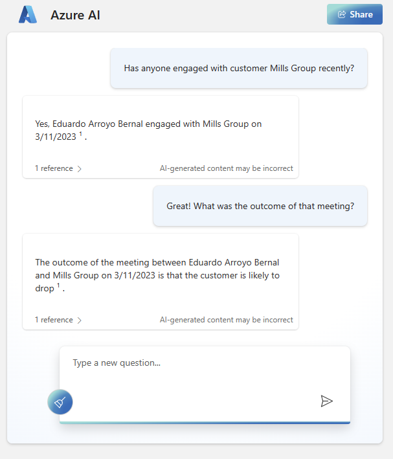 Azure AI
Share
Has anyone engaged with customer Mills Group recently?
Yes, Eduardo Arroyo Bernal engaged with Mills Group on
3/11/2023 1 .
1 reference
AI-generated content may be incorrect
Great! What was the outcome of that meeting?
The outcome of the meeting between Eduardo Arroyo Bernal
and Mills Group on 3/11/2023 is that the customer is likely to
drop 1 .
1 reference
AI-generated content may be incorrect
Type a new question...